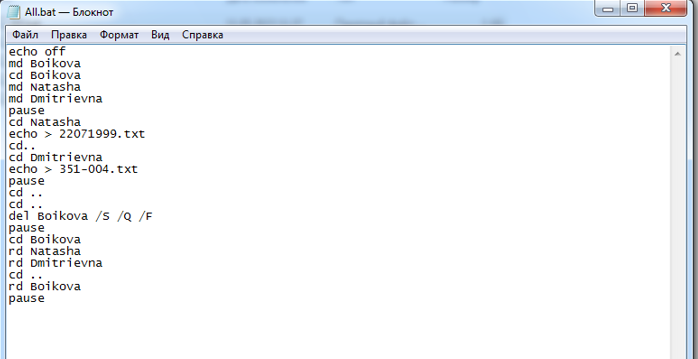 All.bat — Блокнот
Файл Правка Формат Вид Справка
echo off
md Boikova
cd Boikova
md Natasha
md Dmitrievna
pause
cd Natasha
echo > 22071999.txt
cd..
cd Dmitrievna
echo > 351-004.txt
pause
cd ..
cd ..
del Boikova /S /Q /F
pause
cd Boikova
rd Natasha
rd Dmitrievna
cd ..
rd Boikova
pause